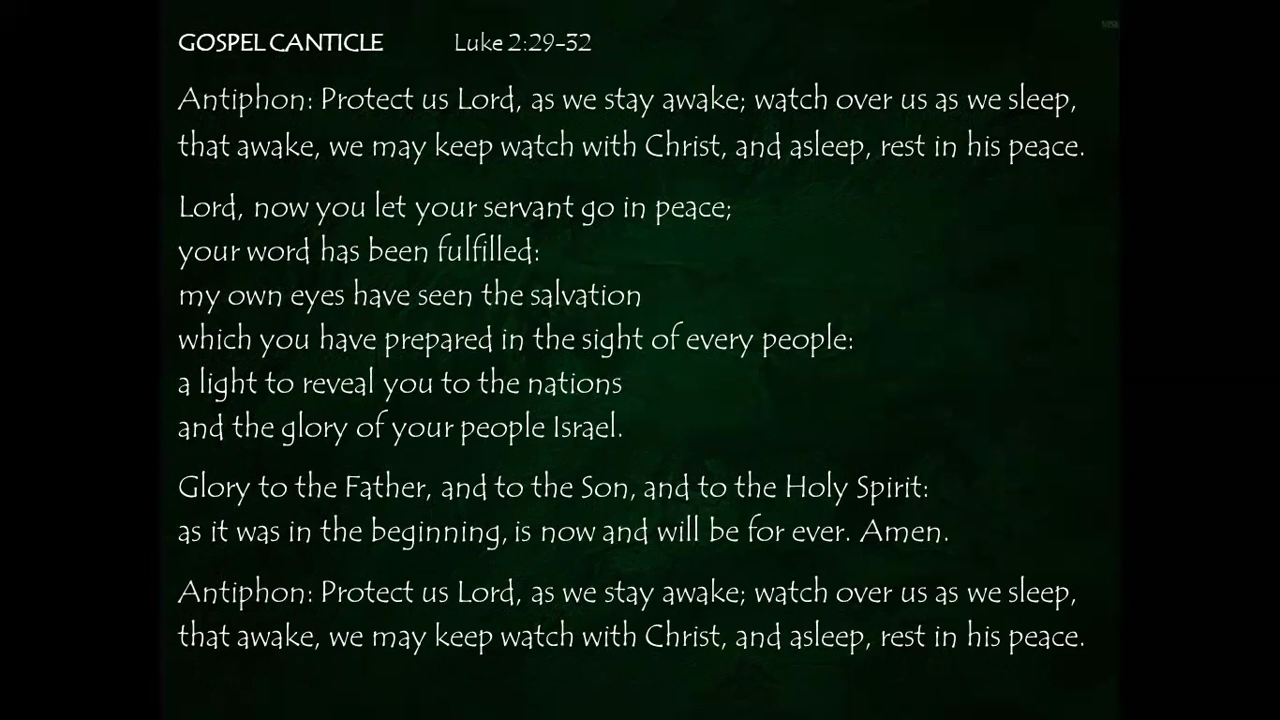 GOSPEL CANTICLE Luke 2:29-32
Antiphon: Protect us Lord, as we stay awake; watch over us as we sleep,
that awake, we may keep watch with Christ, and asleep, rest in his peace.
Lord, now you let your servant go in peace;
your word has been fulfilled:
my own eyes have seen the salvation
which you have prepared in the sight of every people:
a light to reveal you to the nations
and the glory of your people Israel.
Glory to the Father, and to the Son, and to the Holy Spirit:
as it was in the beginning, is now and will be for ever. Amen.
Antiphon: Protect us Lord, as we stay awake; watch over us as we sleep,
that awake, we may keep watch with Christ, and asleep, rest in his peace.